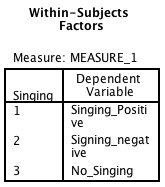 Within-Subjects
Factors
Measure: MEASURE_1
Singing Dependent
Variable
1 Singing_Positi
ve
2 Signing_negat
ive
3 No_Singing